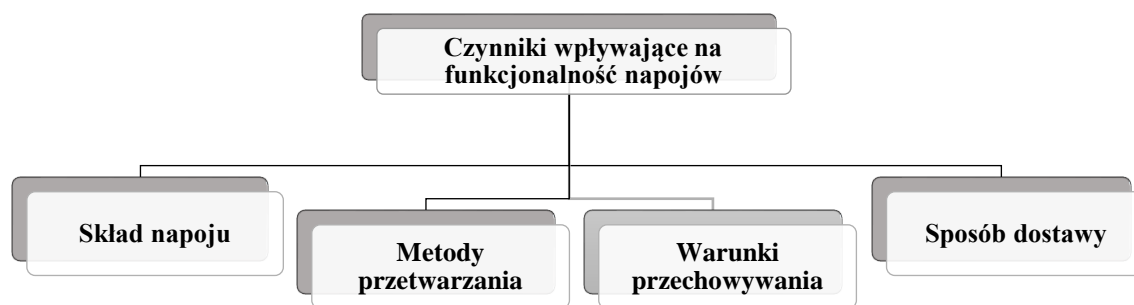 Czynniki wpływające na
funkcjonalność napojów
Skład napoju
Metody
przetwarzania
Warunki
przechowywania
Sposób dostawy